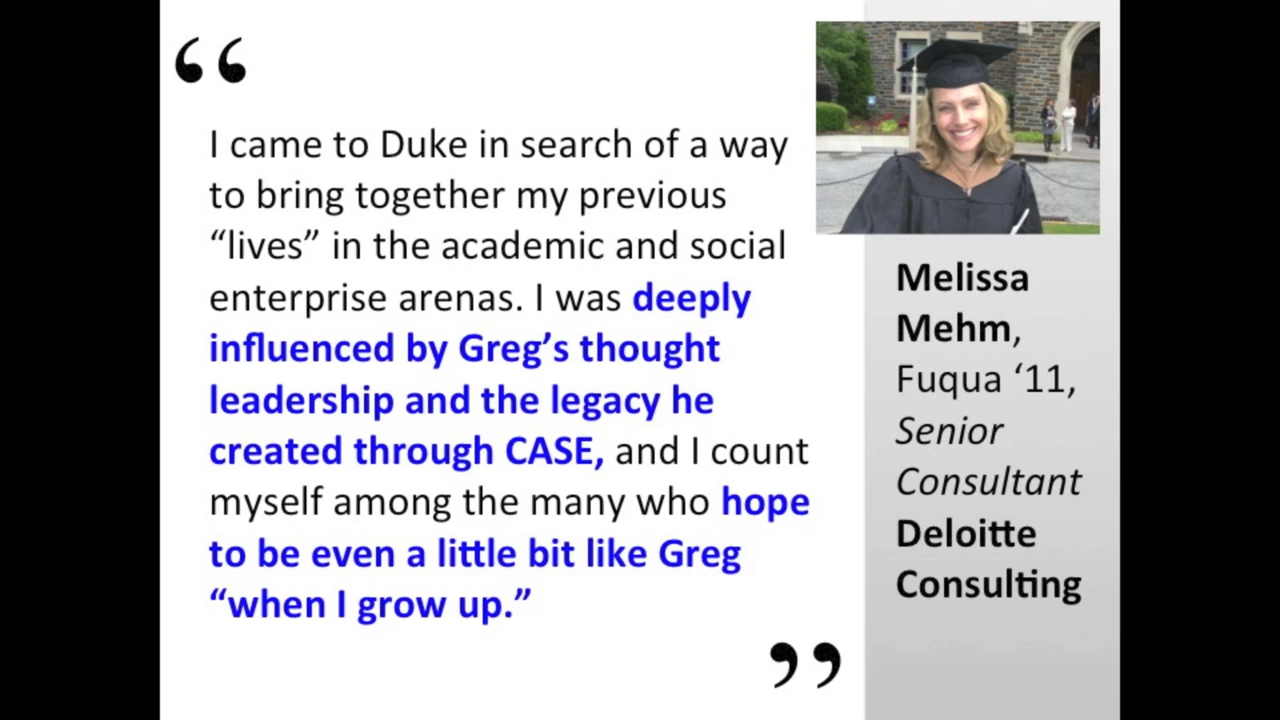 “
I came to Duke in search of a way
to bring together my previous
“lives” in the academic and social
enterprise arenas. I was deeply
influenced by Greg’s thought
leadership and the legacy he
created through CASE, and I count
myself among the many who hope
to be even a little bit like Greg
“when I grow up.”
”
Melissa
Mehm,
Fuqua ‘11,
Senior
Consultant
Deloitte
Consulting